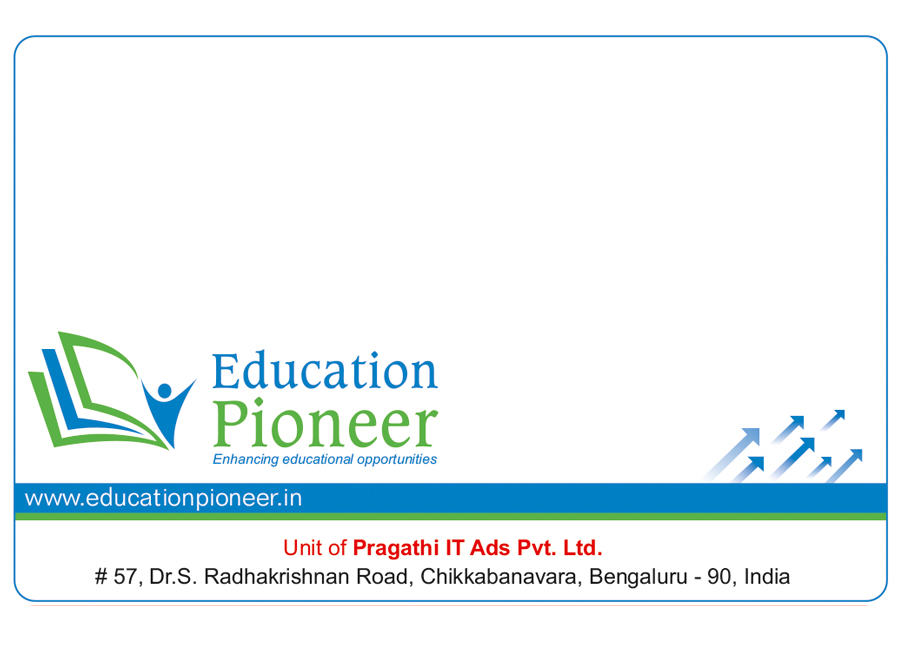 Education
Pioneer
Enhancing educational opportunities
www.educationpioneer.in
Unit of Pragathi IT Ads Pvt. Ltd.
# 57, Dr.S. Radhakrishnan Road, Chikkabanavara, Bengaluru - 90, India